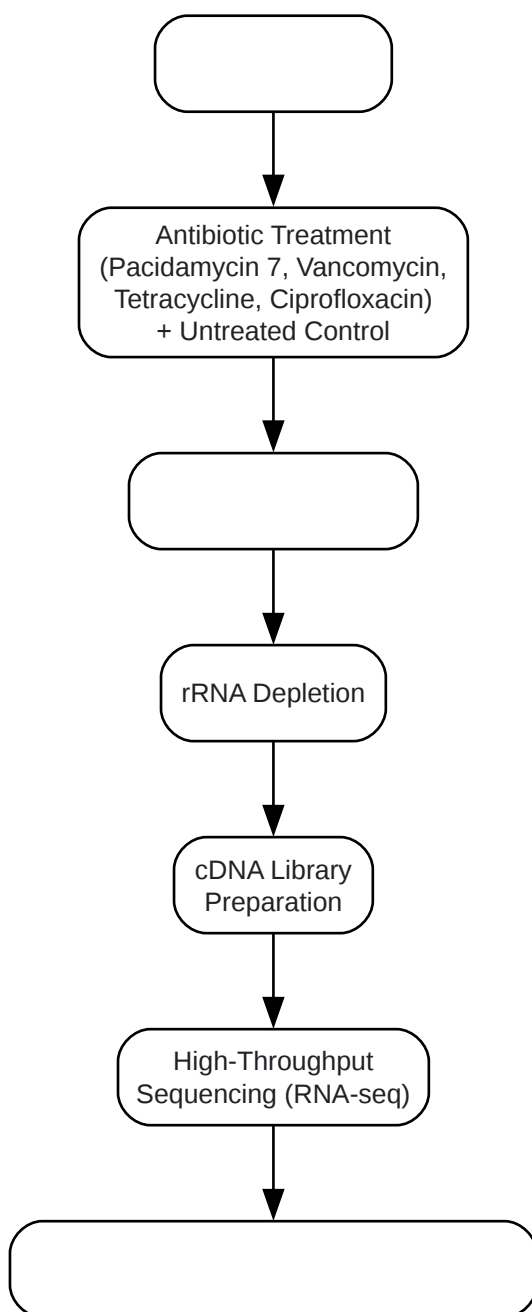 Antibiotic Treatment
(Pacidamycin 7, Vancomycin,
Tetracycline, Ciprofloxacin)
+ Untreated Control
rRNA Depletion
cDNA Library
Preparation
High-Throughput
Sequencing (RNA-seq)